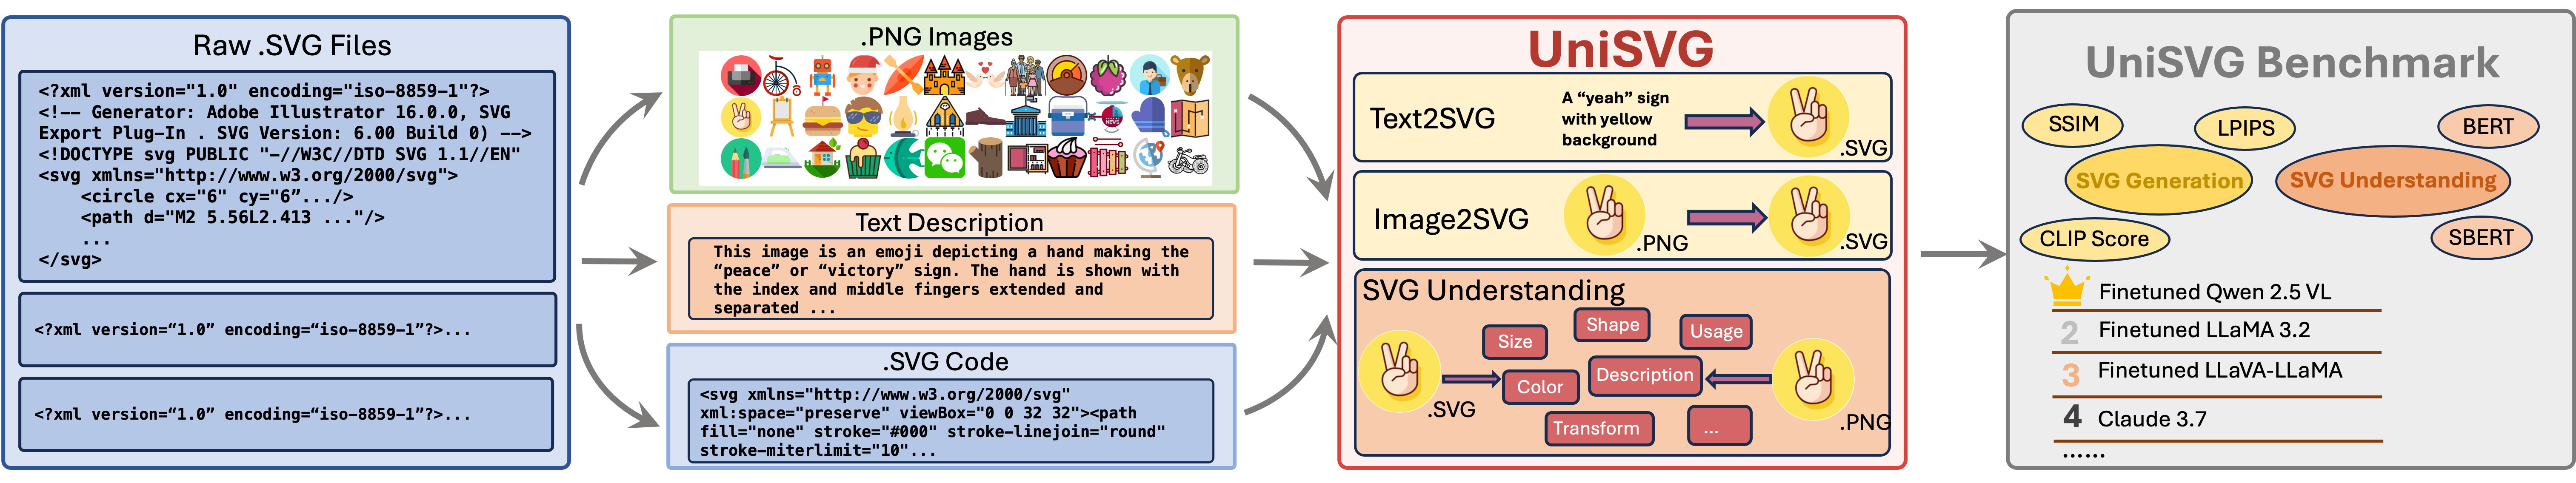 Raw .SVG Files
<?xml version="1.0" encoding="iso-8859-1"?>
<!-- Generator: Adobe Illustrator 16.0.0, SVG
Export Plug-In . SVG Version: 6.00 Build 0) -->
<!DOCTYPE svg PUBLIC "-//W3C//DTD SVG 1.1//EN"
<svg xmlns="http://www.w3.org/2000/svg">
<circle cx="6" cy="6”.../>
<path d="M2 5.56L2.413 ..."/>
...
</svg>
<?xml version=“1.0” encoding=“iso-8859-1”?>...
<?xml version=“1.0” encoding=“iso-8859-1”?>...
.PNG Images
NEWS
Text Description
This image is an emoji depicting a hand making the
“peace” or “victory” sign. The hand is shown with
the index and middle fingers extended and
separated ...
.SVG Code
<svg xmlns="http://www.w3.org/2000/svg"
xml:space="preserve" viewBox="0 0 32 32"><path
fill="none" stroke="#000" stroke-linejoin="round"
stroke-miterlimit="10"...
UniSVG
Text2SVG
A “yeah” sign
with yellow
background
.SVG
Image2SVG
.PNG
.SVG
SVG Understanding
Size
Shape
Usage
Color
Description
Transform
...
.SVG
.PNG
UniSVG Benchmark
SSIM
LPIPS
BERT
SVG Generation
SVG Understanding
CLIP Score
SBERT
Finetuned Qwen 2.5 VL
2 Finetuned LLaMA 3.2
3 Finetuned LLaVA-LLaMA
4 Claude 3.7
......